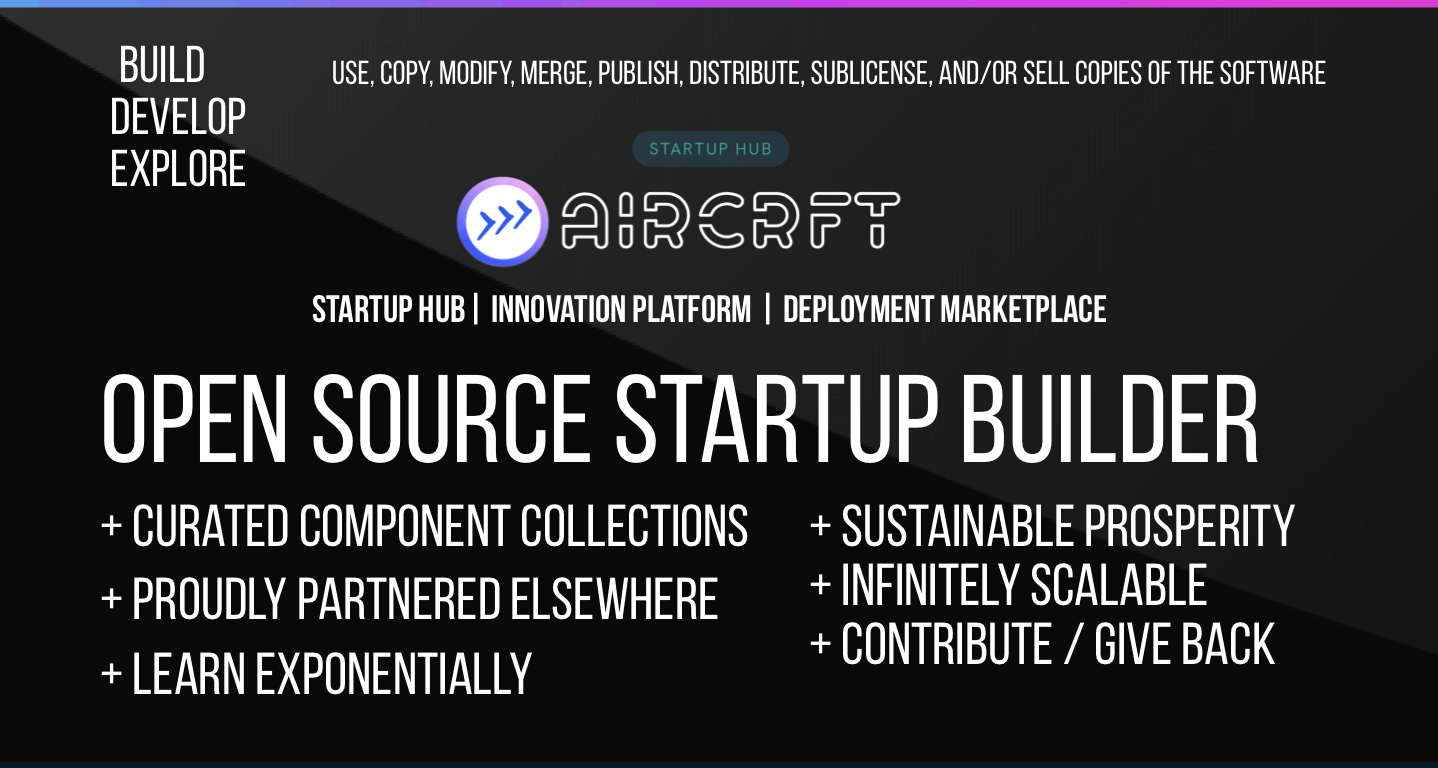 BUILD
DEVELOP
EXPLORE
USE, COPY, MODIFY, MERGE, PUBLISH, DISTRIBUTE, SUBLICENSE, AND/OR SELL COPIES OF THE SOFTWARE
STARTUP HUB
AIRCRFT
STARTUP HUB | INNOVATION PLATFORM | DEPLOYMENT MARKETPLACE
OPEN SOURCE STARTUP BUILDER
+ CURATED COMPONENT COLLECTIONS
+ PROUDLY PARTNERED ELSEWHERE
+ LEARN EXPONENTIALLY
+ SUSTAINABLE PROSPERITY
+ INFINITELY SCALABLE
+ CONTRIBUTE / GIVE BACK